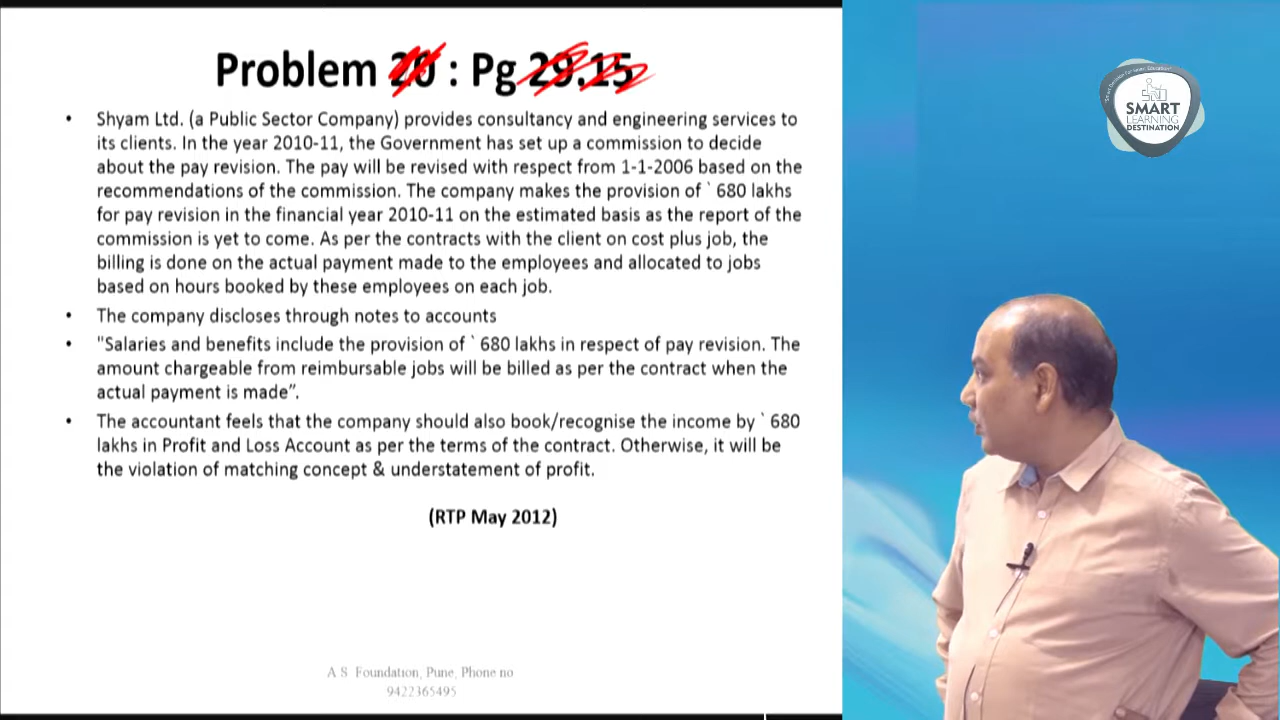 Problem 20 : Pg 29.15
• Shyam Ltd. (a Public Sector Company) provides consultancy and engineering services to
its clients. In the year 2010-11, the Government has set up a commission to decide
about the pay revision. The pay will be revised with respect from 1-1-2006 based on the
recommendations of the commission. The company makes the provision of ` 680 lakhs
for pay revision in the financial year 2010-11 on the estimated basis as the report of the
commission is yet to come. As per the contracts with the client on cost plus job, the
billing is done on the actual payment made to the employees and allocated to jobs
based on hours booked by these employees on each job.
• The company discloses through notes to accounts
• "Salaries and benefits include the provision of ` 680 lakhs in respect of pay revision. The
amount chargeable from reimbursable jobs will be billed as per the contract when the
actual payment is made”.
• The accountant feels that the company should also book/recognise the income by ` 680
lakhs in Profit and Loss Account as per the terms of the contract. Otherwise, it will be
the violation of matching concept & understatement of profit.
(RTP May 2012)
A S Foundation, Pune, Phone no
9422365495
SMART
LEARNING
DESTINATION